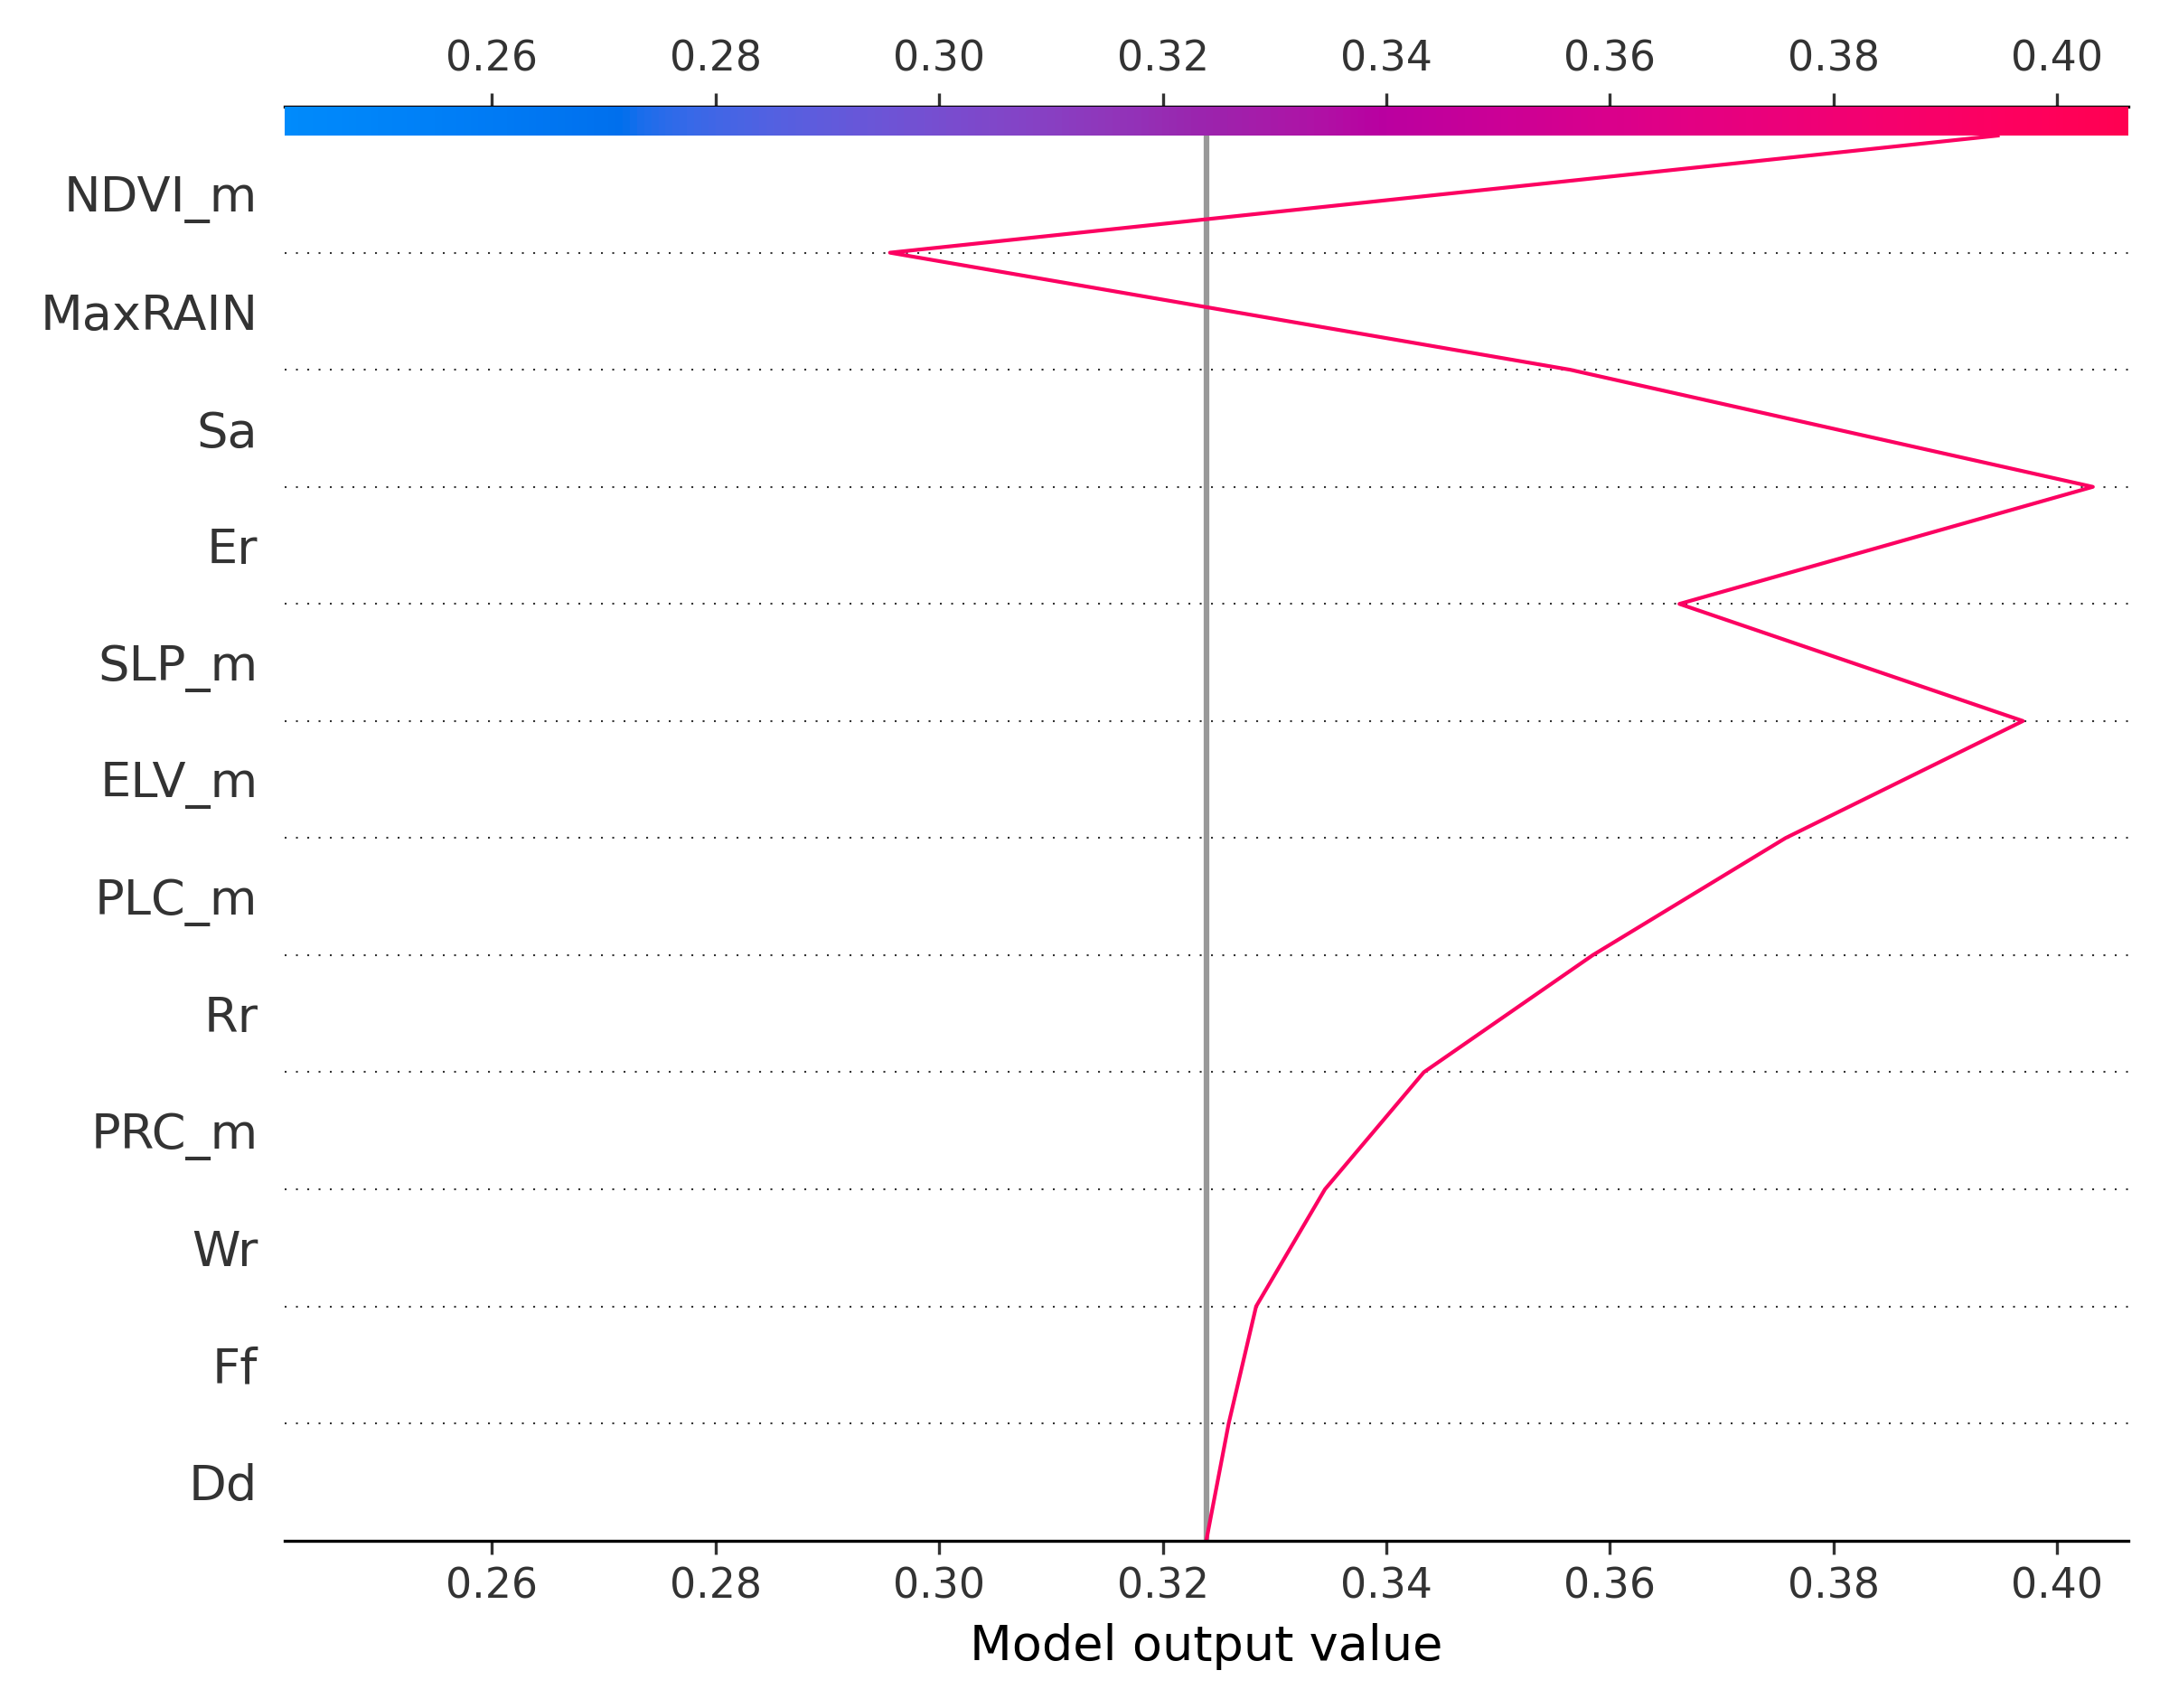 0.26 0.28 0.30 0.32 0.34 0.36 0.38 0.40
NDVI_m
MaxRAIN
Sa
Er
SLP_m
ELV_m
PLC_m
Rr
PRC_m
Wr
Ff
Dd
0.26 0.28 0.30 0.32 0.34 0.36 0.38 0.40
Model output value